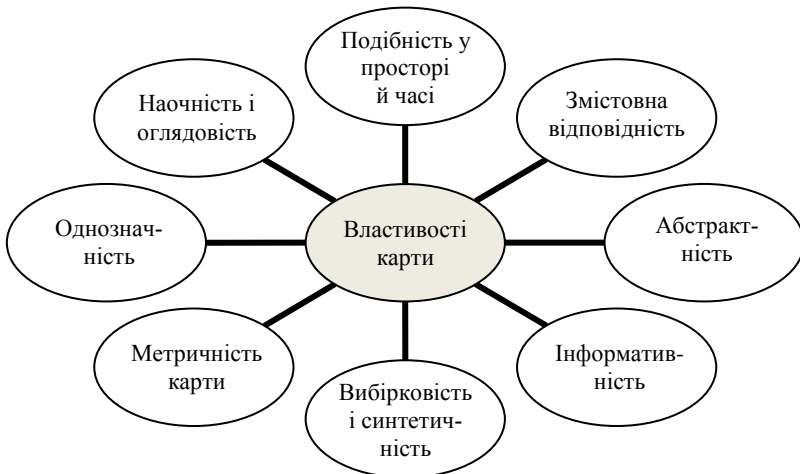 Подібність у
просторі
й часі
Наочність і
оглядовість
Змістовна
відповідність
Однознач-
ність
Властивості
карти
Абстракт-
ність
Метричність
карти
Вибірковість
і синтетич-
ність
Інформатив-
ність